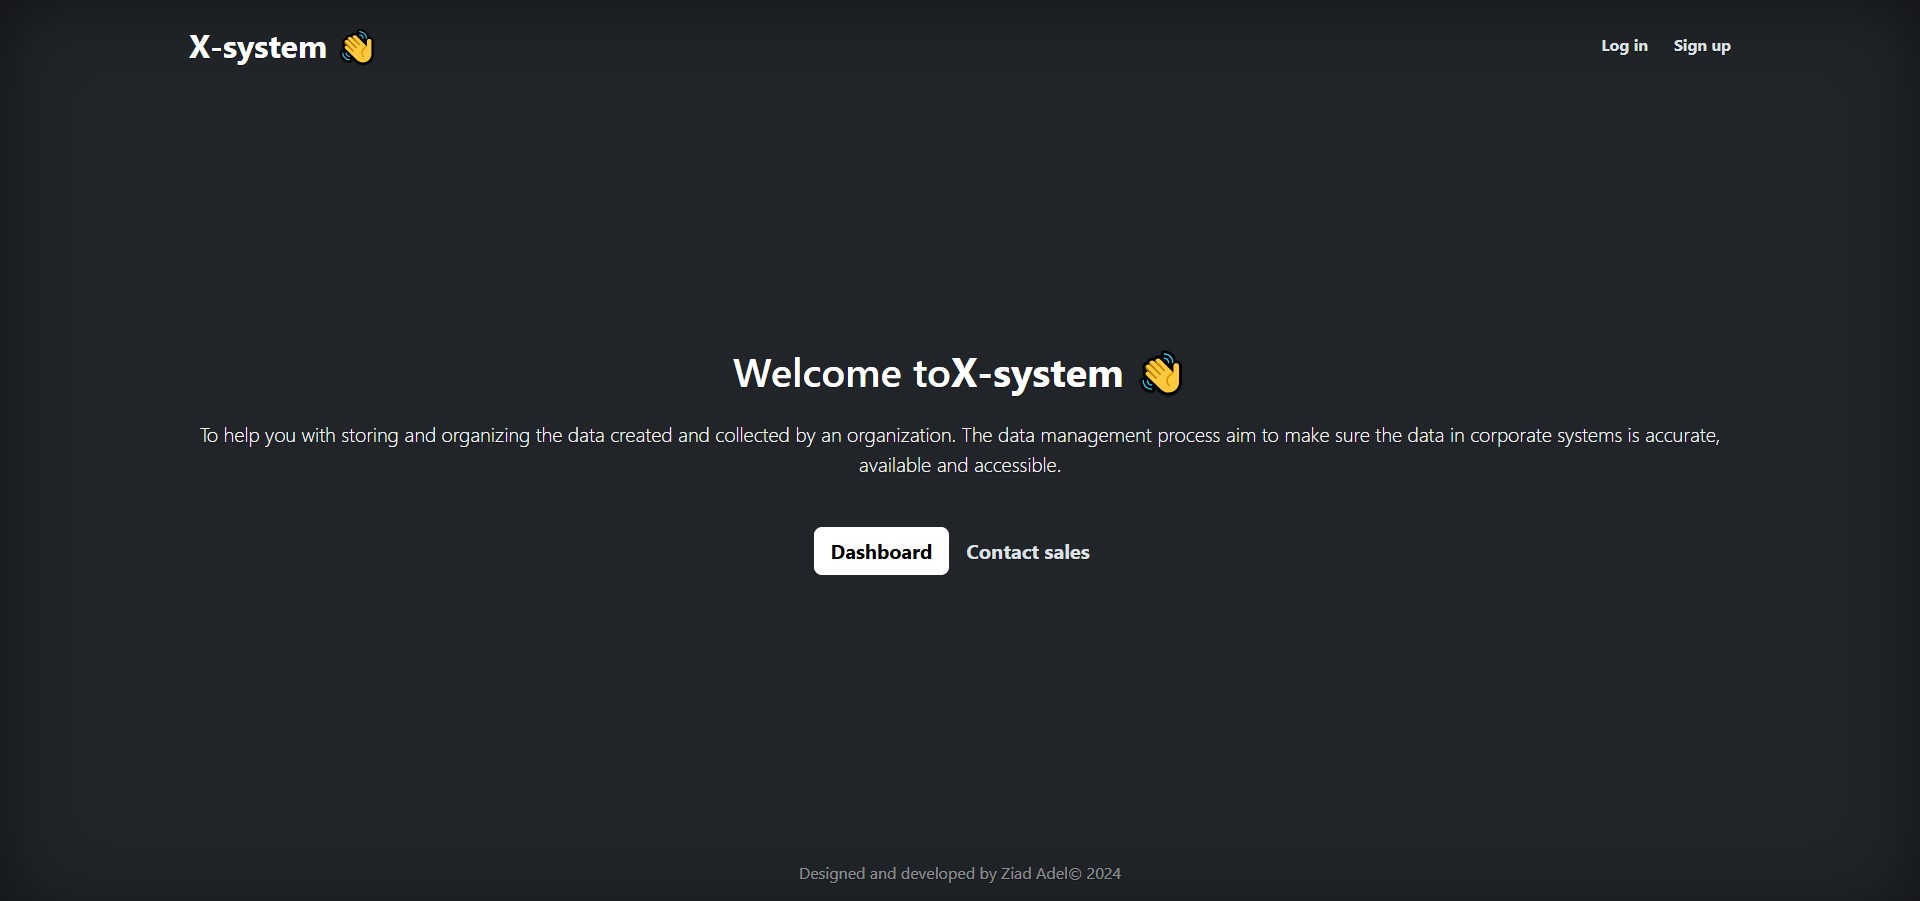 X-system 👋
Log in
Sign up
Welcome toX-system 👋
To help you with storing and organizing the data created and collected by an organization. The data management process aim to make sure the data in corporate systems is accurate,
available and accessible.
Dashboard
Contact sales
Designed and developed by Ziad Adel© 2024